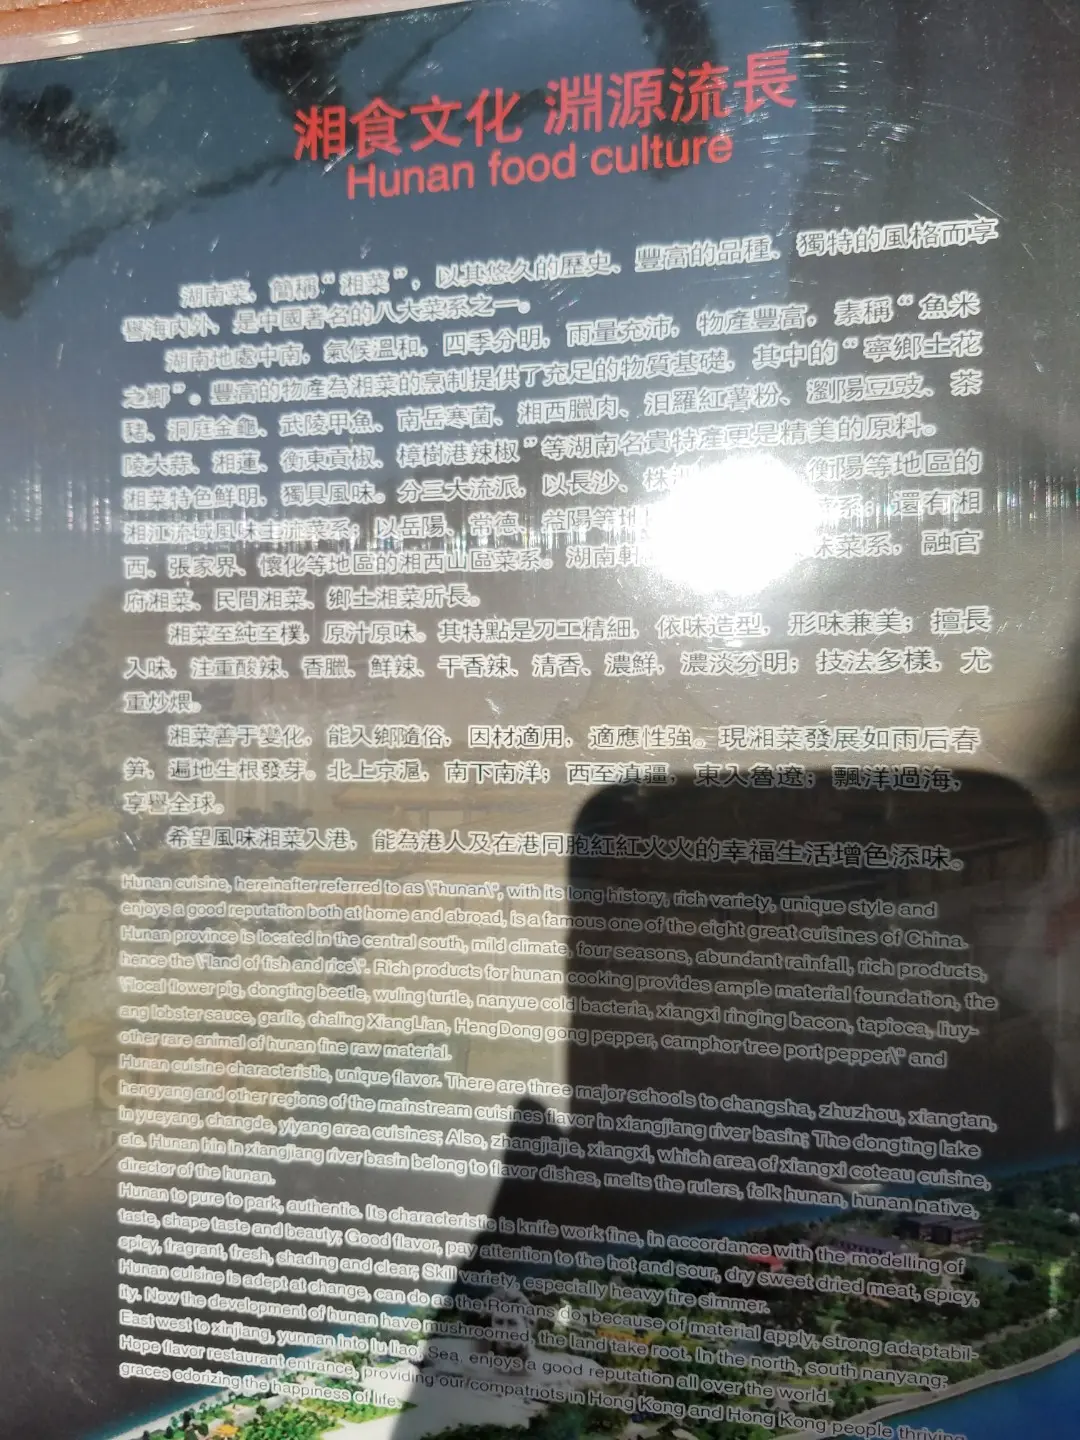 湘食文化 淵源流長
Hunan food culture
湖南菜，簡稱“湘菜”，以其悠久的歷史、豐富的品種、獨特的風格而享
譽海内外，是中國著名的八大菜系之一。
湖南地處中南，氣候溫和，四季分明，雨量充沛，物產豐富，素稱“魚米
之鄉”。豐富的物產為湘菜的烹制提供了充足的物質基礎，其中的“寧鄉土花
豬、洞庭金龜、武陵甲魚、南岳寒菌、湘西臘肉、汨羅紅薯粉、瀏陽豆豉、茶
陵大蒜、湘蓮、衡東貢椒、樟樹港辣椒”等湖南名貴特產更是精美的原料。
湘菜特色鮮明，獨具風味。分三大流派，以長沙、株 衡陽等地區的
湘江流域風味主流菜系；以岳陽、常德、益陽等地 系，還有湘
西、張家界、懷化等地區的湘西山區菜系。湖南軒 味菜系，融官
府湘菜、民間湘菜、鄉土湘菜所長。
湘菜至純至樸，原汁原味。其特點是刀工精細，依味造型，形味兼美；擅長
入味，注重酸辣、香臘、鮮辣、干香辣、清香、濃鮮，濃淡分明；技法多樣，尤
重炒煨。
湘菜善于變化，能入鄉隨俗，因材適用，適應性強。現湘菜發展如雨后春
笋，遍地生根發芽。北上京滬，南下南洋；西至滇疆，東入魯遼；飄洋過海，
享譽全球。
希望風味湘菜入港，能為港人及在港同胞紅紅火火的幸福生活增色添味。
Hunan cuisine, hereinafter referred to as \"hunan\", with its long history, rich variety, unique style and
enjoys a good reputation both at home and abroad, is a famous one of the eight great cuisines of China.
Hunan province is located in the central south, mild climate, four seasons, abundant rainfall, rich products,
hence the \"land of fish and rice\". Rich products for hunan cooking provides ample material foundation, the
\"local flower pig, dongting beetle, wuling turtle, nanyue cold bacteria, xiangxi ringing bacon, tapioca, liuy-
ang lobster sauce, garlic, chaling XiangLian, HengDong gong pepper, camphor tree port pepper\" and
other rare animal of hunan fine raw material.
Hunan cuisine characteristic, unique flavor. There are three major schools to changsha, zhuzhou, xiangtan,
hengyang and other regions of the mainstream cuisines flavor in xiangjiang river basin; The dongting lake
in yueyang, changde, yiyang area cuisines; Also, zhangjiajie, xiangxi, which area of xiangxi coteau cuisine,
etc. Hunan hin in xiangjiang river basin belong to flavor dishes, melts the rulers, folk hunan, hunan native,
director of the hunan.
Hunan to pure to park, authentic. Its characteristic is knife work fine, in accordance with the modelling of
taste, shape taste and beauty; Good flavor, pay attention to the hot and sour, dry sweet dried meat, spicy,
spicy, fragrant, fresh, shading and clear; Skill variety, especially heavy fire simmer.
Hunan cuisine is adept at change, can do as the Romans do, because of material apply, strong adaptabil-
ity. Now the development of hunan have mushroomed, the land take root. In the north, south nanyang;
East west to xinjiang, yunnan into lu liao, Sea, enjoys a good reputation all over the world.
Hope flavor restaurant entrance, providing our compatriots in Hong Kong and Hong Kong people thriving
graces odorizing the happiness of life.